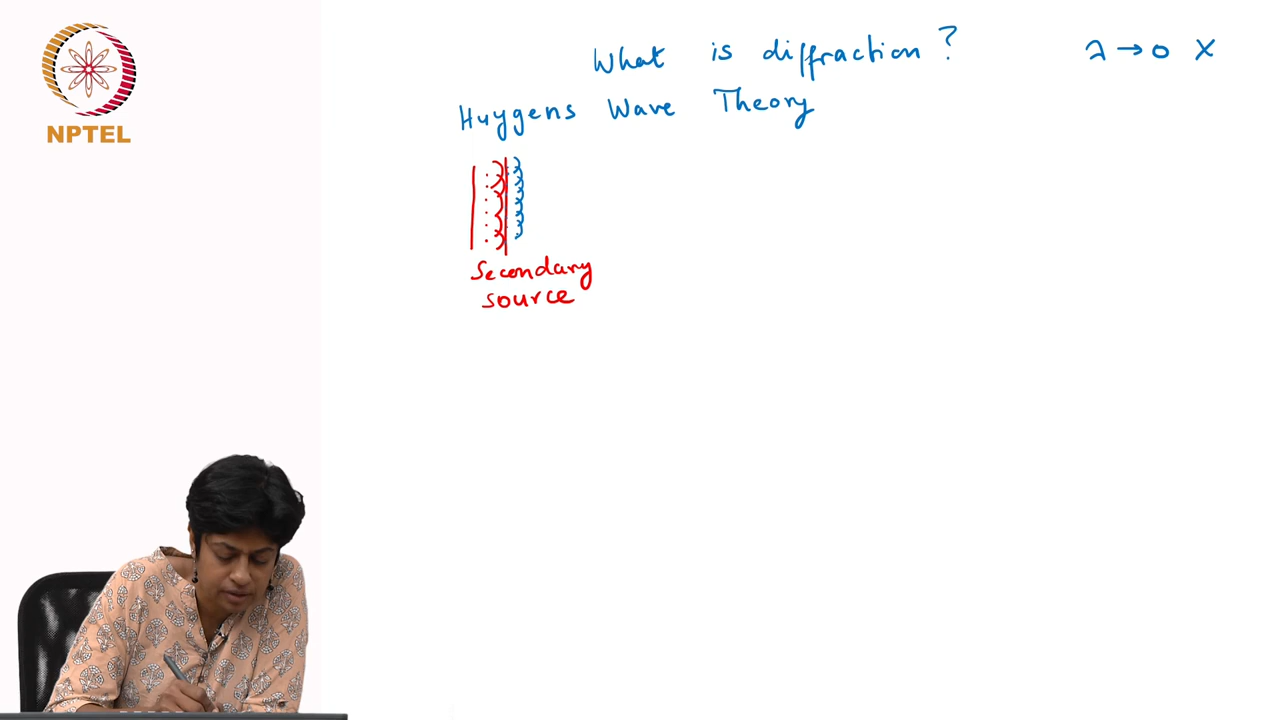 NPTEL
What is diffraction?
λ → 0 X
Huygens Wave Theory
Secondary
source